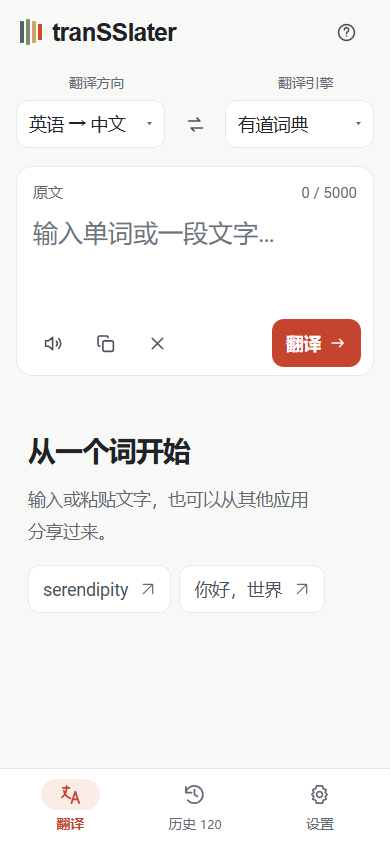 tranSSlater
翻译方向
翻译引擎
英语 → 中文
有道词典
原文
0 / 5000
输入单词或一段文字...
翻译 →
从一个词开始
输入或粘贴文字，也可以从其他应用
分享过来。
serendipity
你好，世界
翻译
历史 120
设置